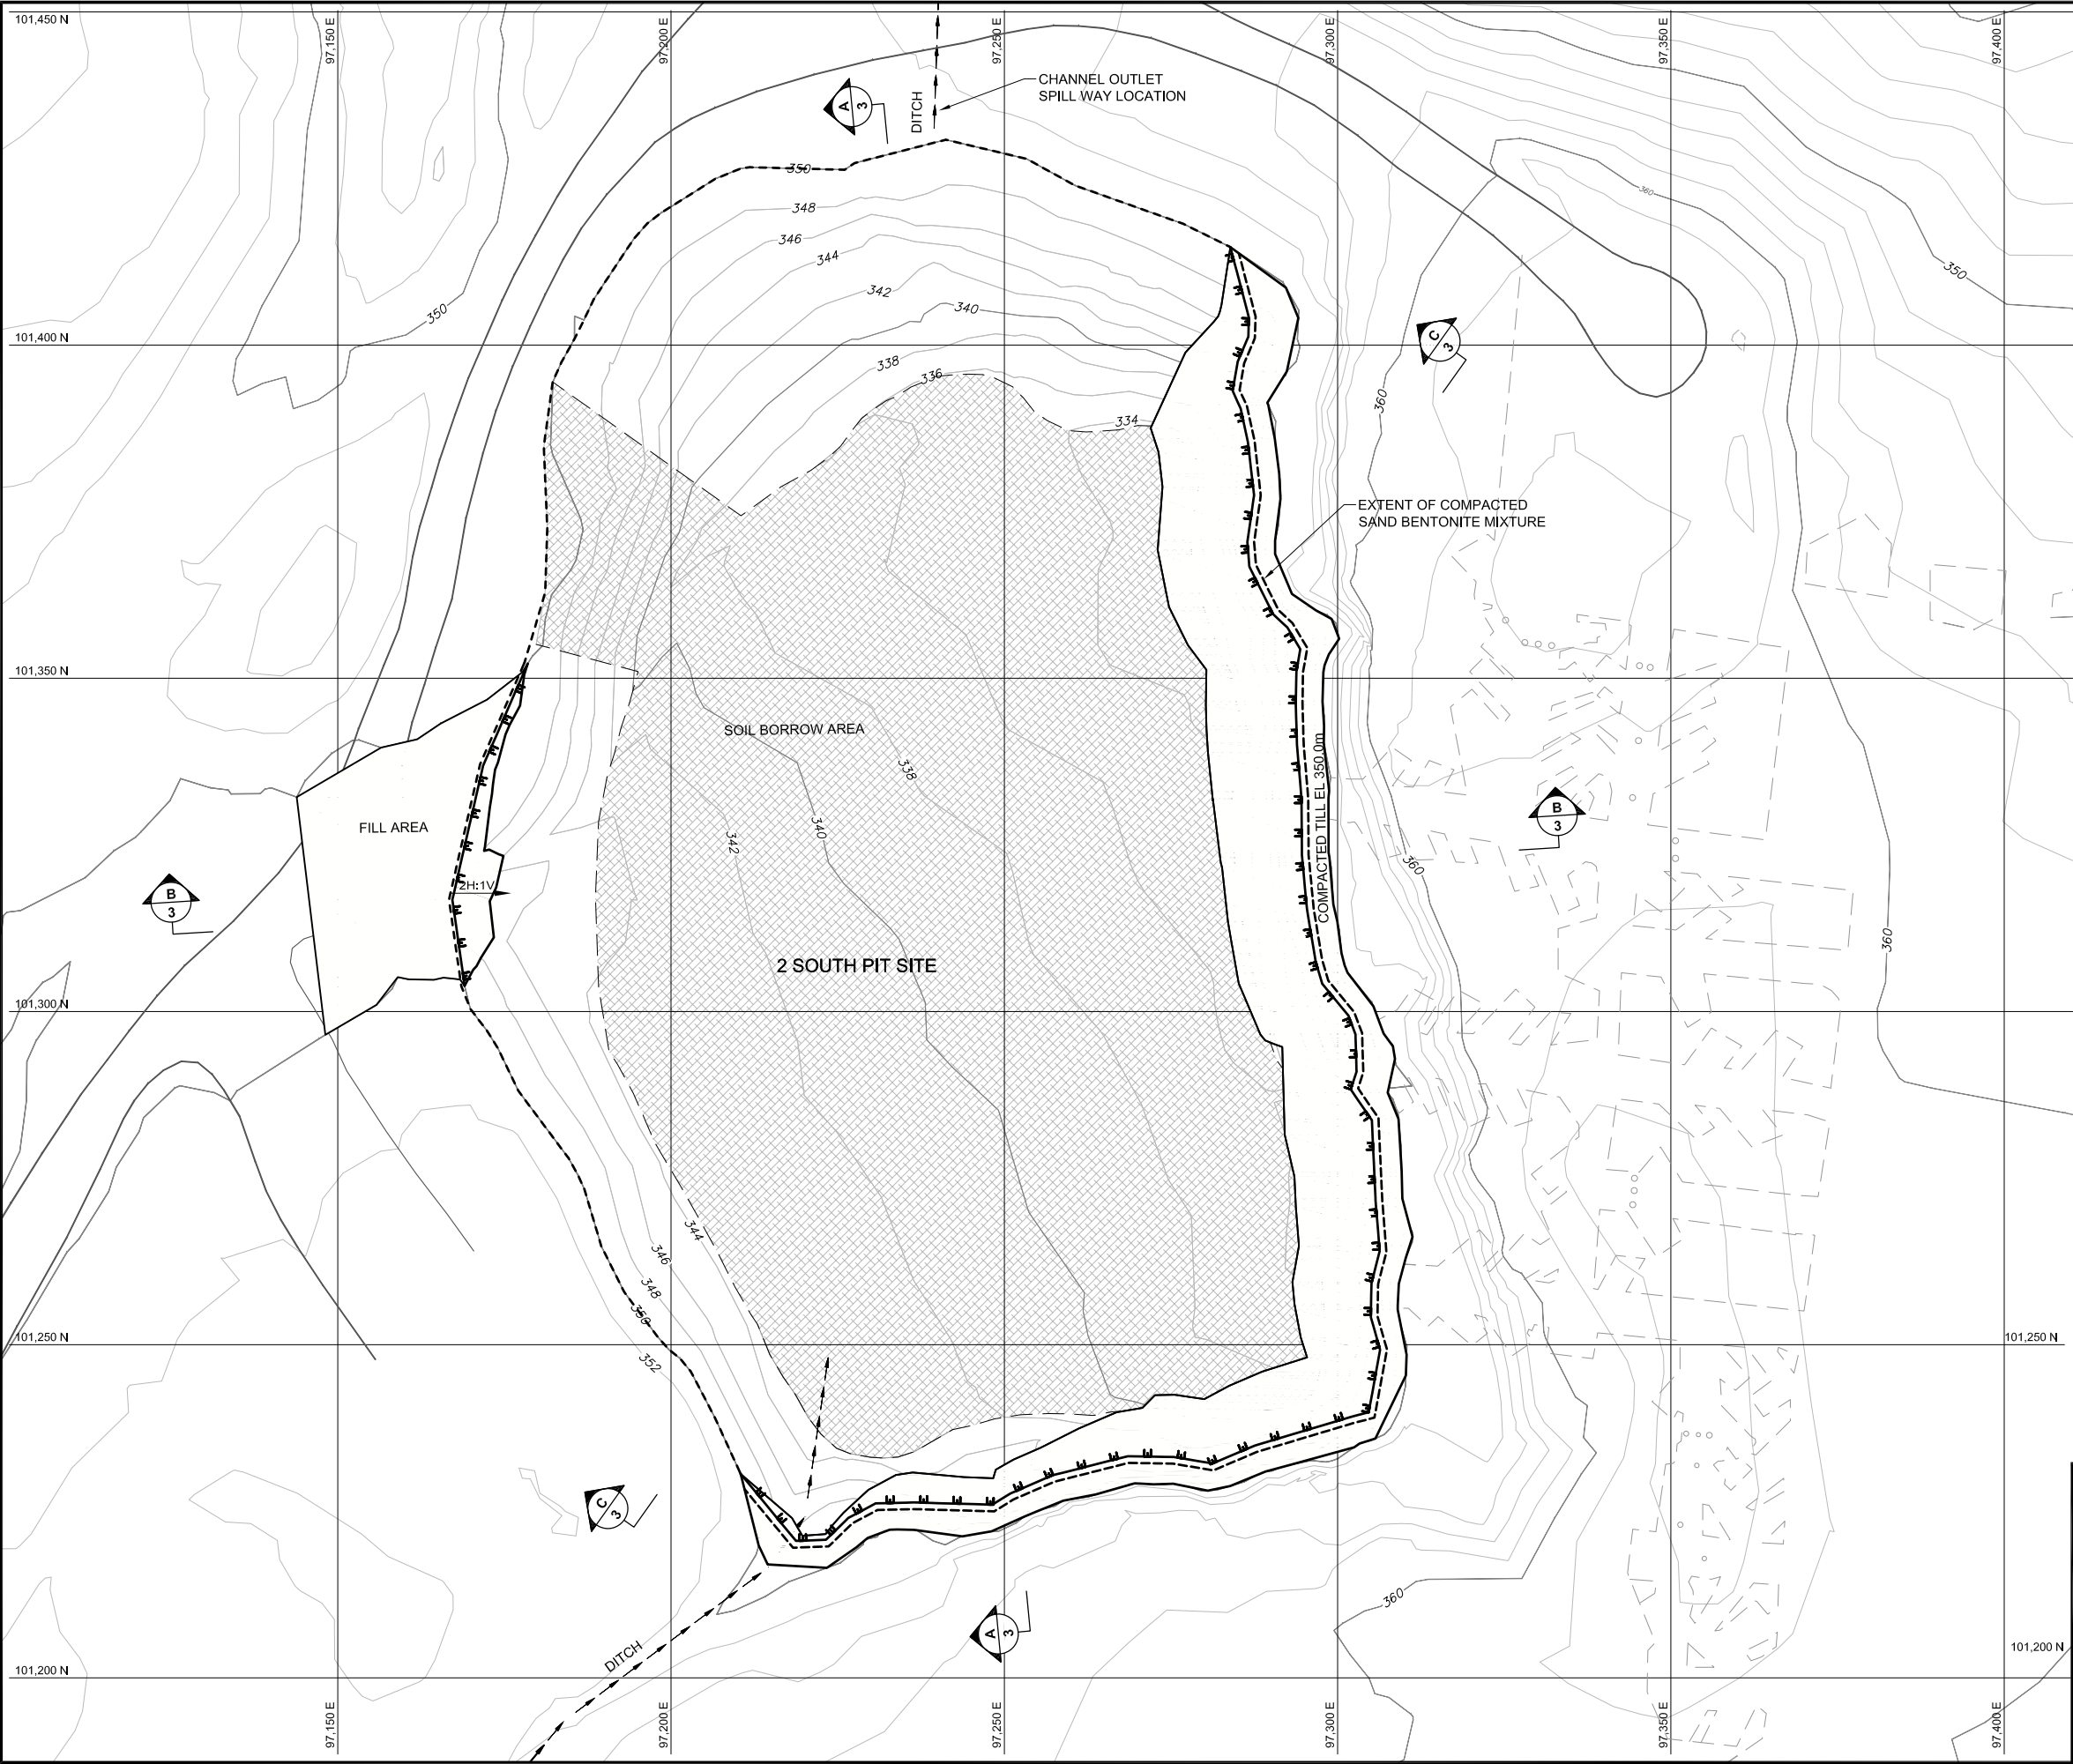 101,450 N
97,150 E
97,200 E
97,250 E
97,300 E
97,350 E
97,400 E
CHANNEL OUTLET
SPILL WAY LOCATION
DITCH
A
3
350
348
346
344
342
340
338
336
334
360
350
350
101,400 N
C
3
360
EXTENT OF COMPACTED
SAND BENTONITE MIXTURE
101,350 N
SOIL BORROW AREA
338
340
342
COMPACTED TILL EL 350.0m
FILL AREA
2H:1V
B
3
B
3
360
360
2 SOUTH PIT SITE
101,300 N
344
346
348
350
352
101,250 N
101,250 N
C
3
A
3
360
DITCH
101,200 N
101,200 N
97,150 E
97,200 E
97,250 E
97,300 E
97,350 E
97,400 E